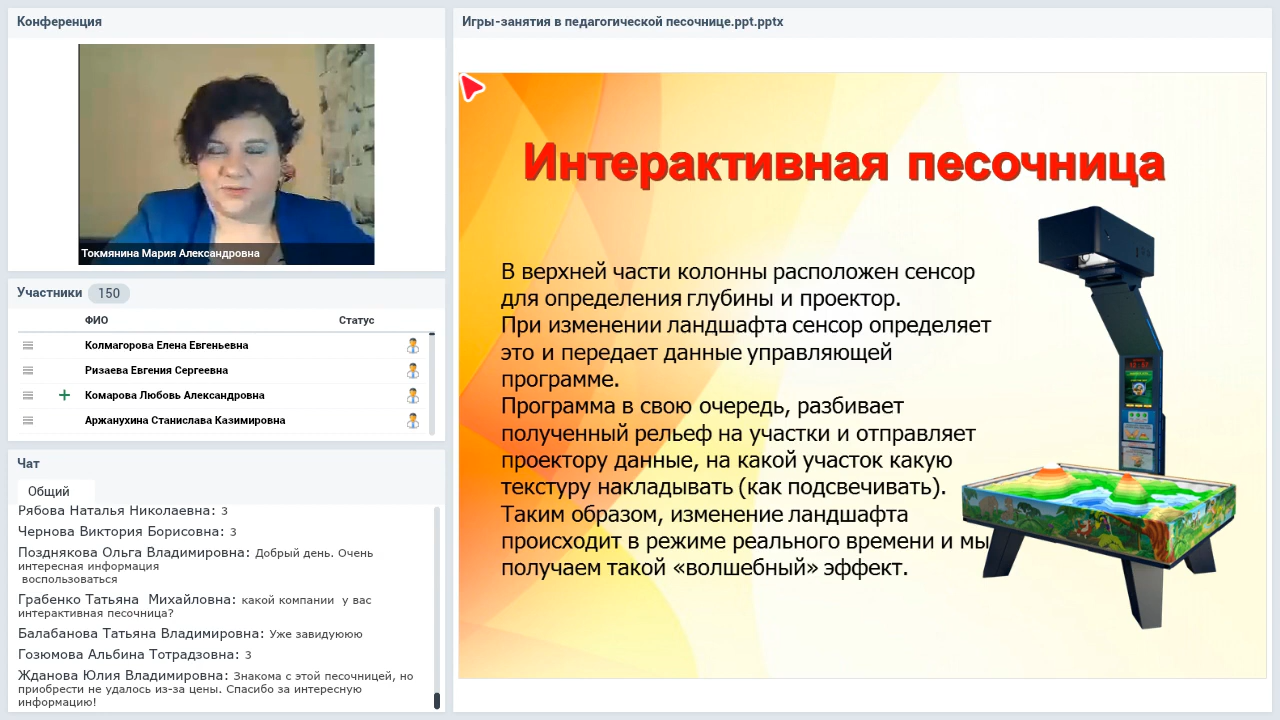 Конференция
Токмянина Мария Александровна
Участники 150
ФИО Статус
Колмагорова Елена Евгеньевна
Ризаева Евгения Сергеевна
Комарова Любовь Александровна
Аржанухина Станислава Казимировна
Чат
Общий
Рябова Наталья Николаевна: 3
Чернова Виктория Борисовна: 3
Позднякова Ольга Владимировна: Добрый день. Очень
интересная информация
воспользоваться
Грабенко Татьяна Михайловна: какой компании у вас
интерактивная песочница?
Балабанова Татьяна Владимировна: Уже завидуюю
Гозюмова Альбина Тотрадзовна: 3
Жданова Юлия Владимировна: Знакома с этой песочницей, но
приобрести не удалось из-за цены. Спасибо за интересную
информацию!
Игры-занятия в педагогической песочнице.ppt.pptx
Интерактивная песочница
В верхней части колонны расположен сенсор
для определения глубины и проектор.
При изменении ландшафта сенсор определяет
это и передает данные управляющей
программе.
Программа в свою очередь, разбивает
полученный рельеф на участки и отправляет
проектору данные, на какой участок какую
текстуру накладывать (как подсвечивать).
Таким образом, изменение ландшафта
происходит в режиме реального времени и мы
получаем такой «волшебный» эффект.